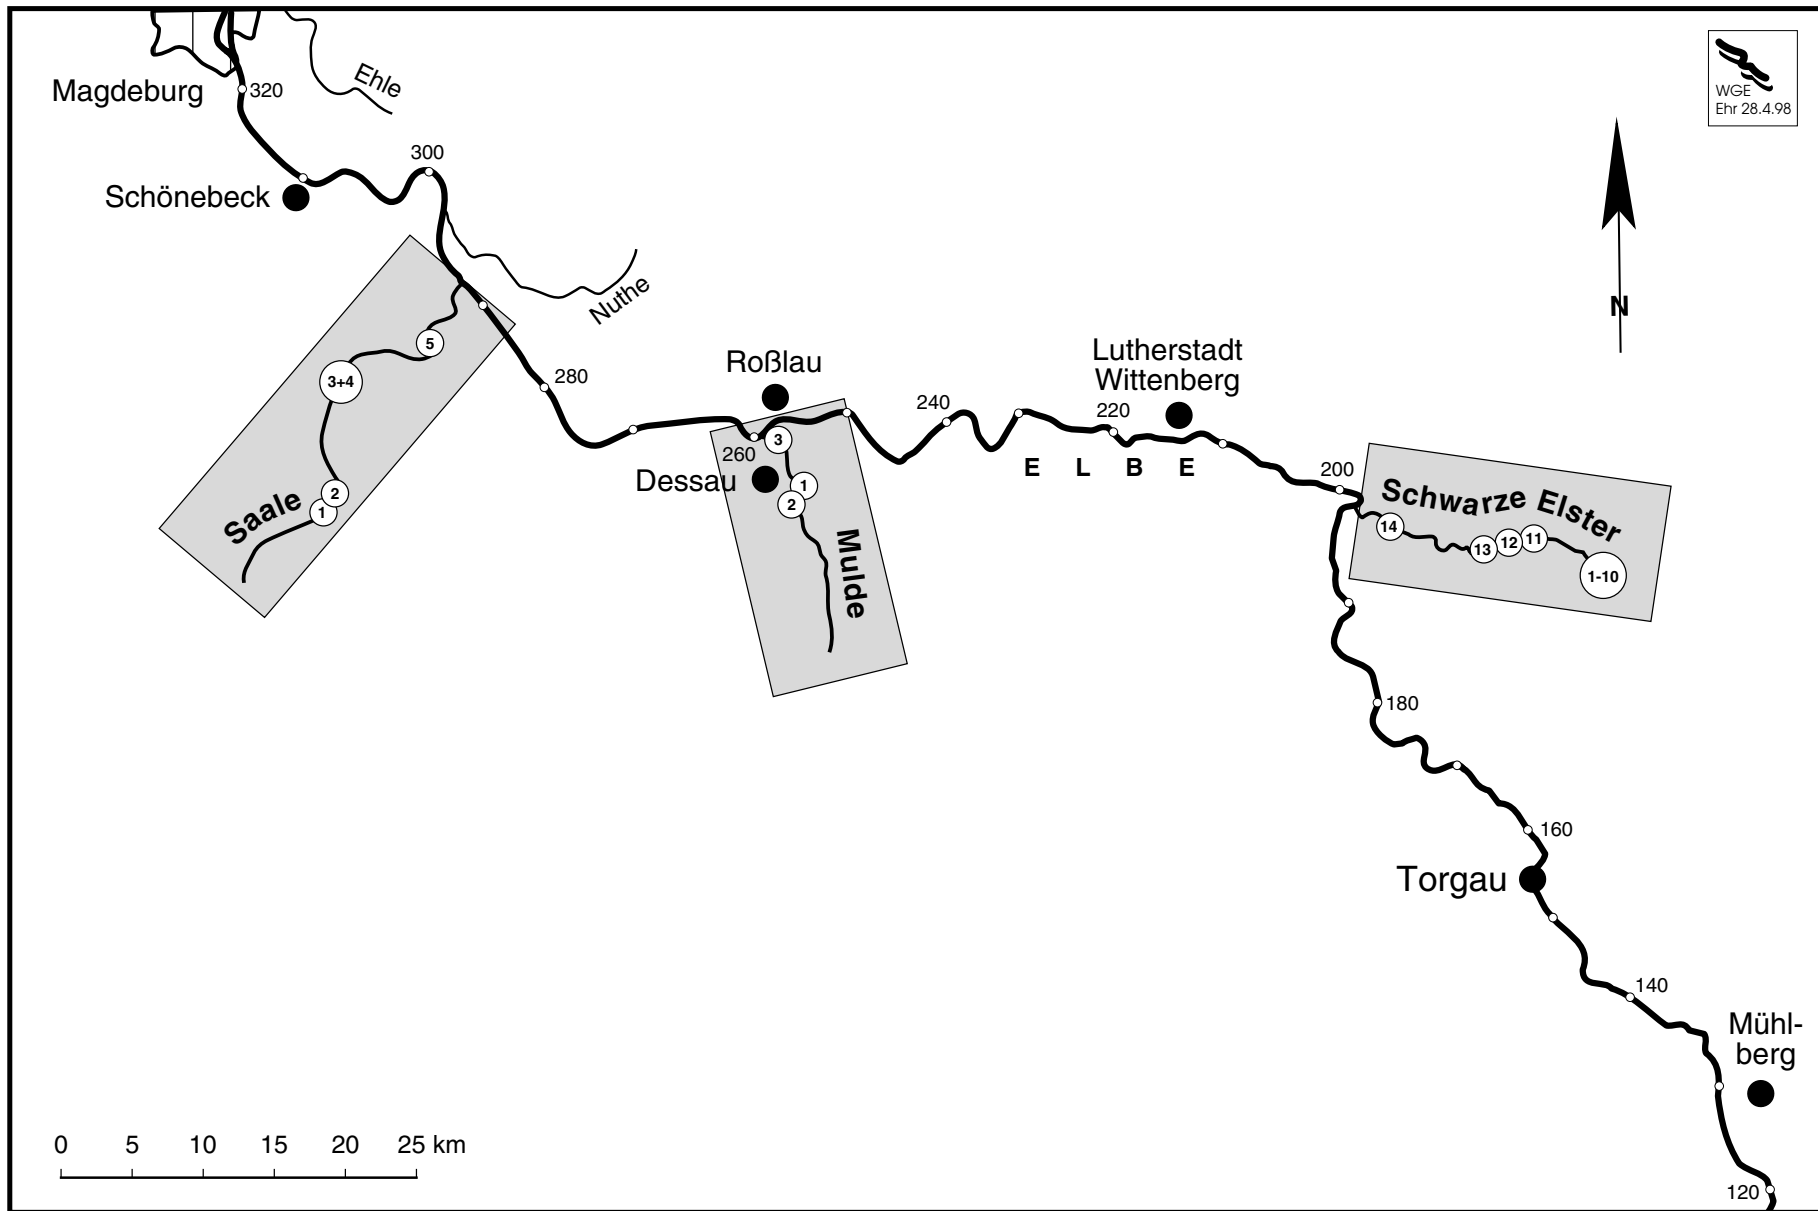 Ehle
Magdeburg
320
WGE
Ehr 28.4.98
300
Schönebeck
Nuthe
N
5
3+4
2
1
Saale
280
Roßlau
Lutherstadt
Wittenberg
240
220
3
260
Dessau
1
2
Mulde
E L B E
200
Schwarze Elster
14
13
12
11
1-10
180
160
Torgau
140
Mühl-
berg
0 5 10 15 20 25 km
120